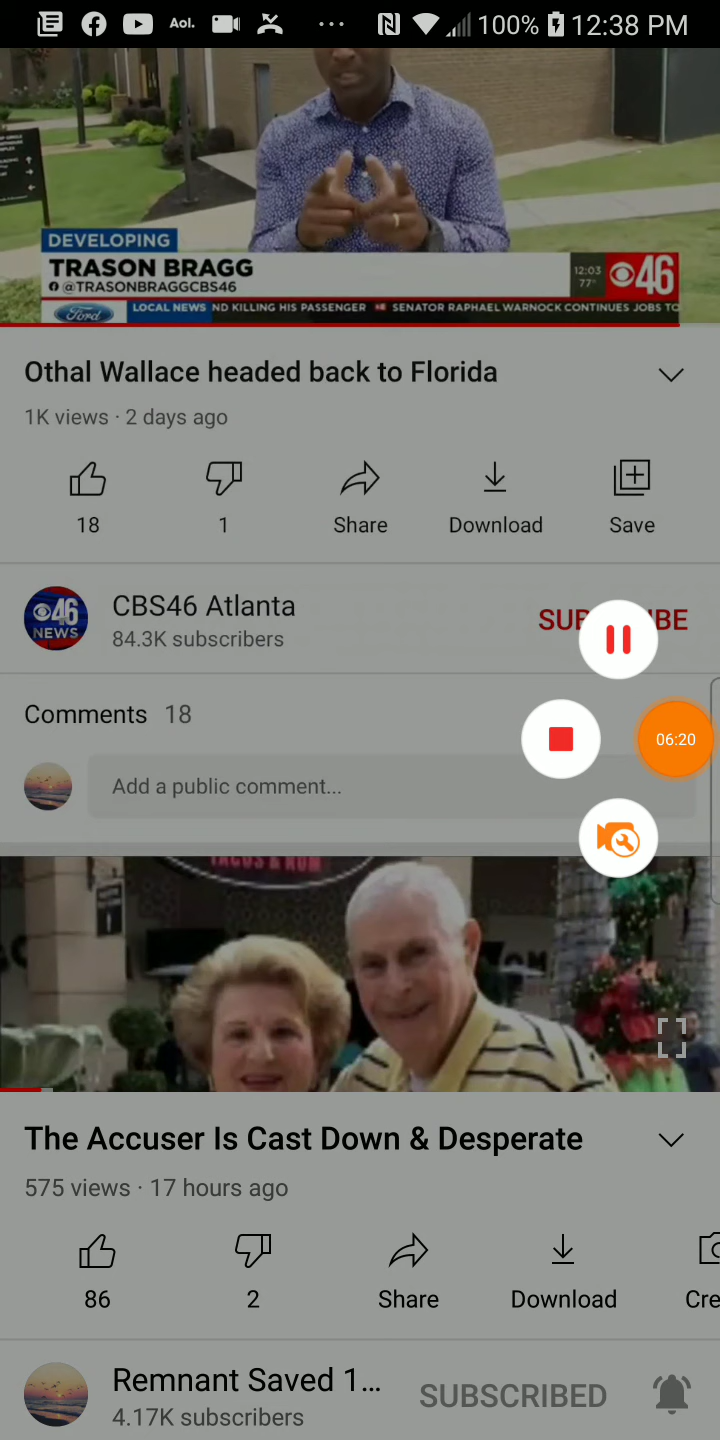 Aol.
100%
12:38 PM
DEVELOPING
TRASON BRAGG
@TRASONBRAGGCBS46
12:03
77°
46
Ford
LOCAL NEWS
ND KILLING HIS PASSENGER
SENATOR RAPHAEL WARNOCK CONTINUES JOBS TO
Othal Wallace headed back to Florida
1K views · 2 days ago
18
1
Share
Download
Save
46
NEWS
CBS46 Atlanta
84.3K subscribers
SUB
BE
Comments 18
06:20
Add a public comment...
TACOS & RUM
The Accuser Is Cast Down & Desperate
575 views · 17 hours ago
86
2
Share
Download
Cre
Remnant Saved 1...
4.17K subscribers
SUBSCRIBED